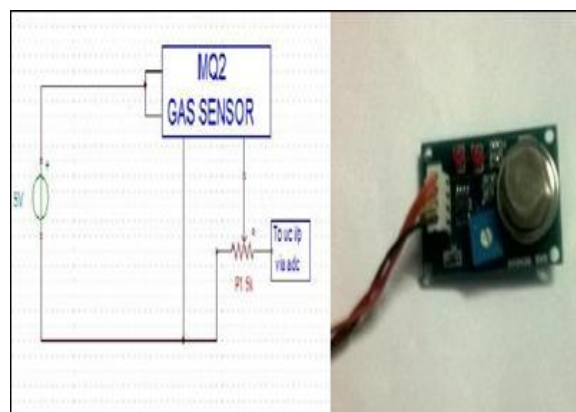 MQ2
GAS SENSOR
5V
To uc i/p
via adc
P1 5k